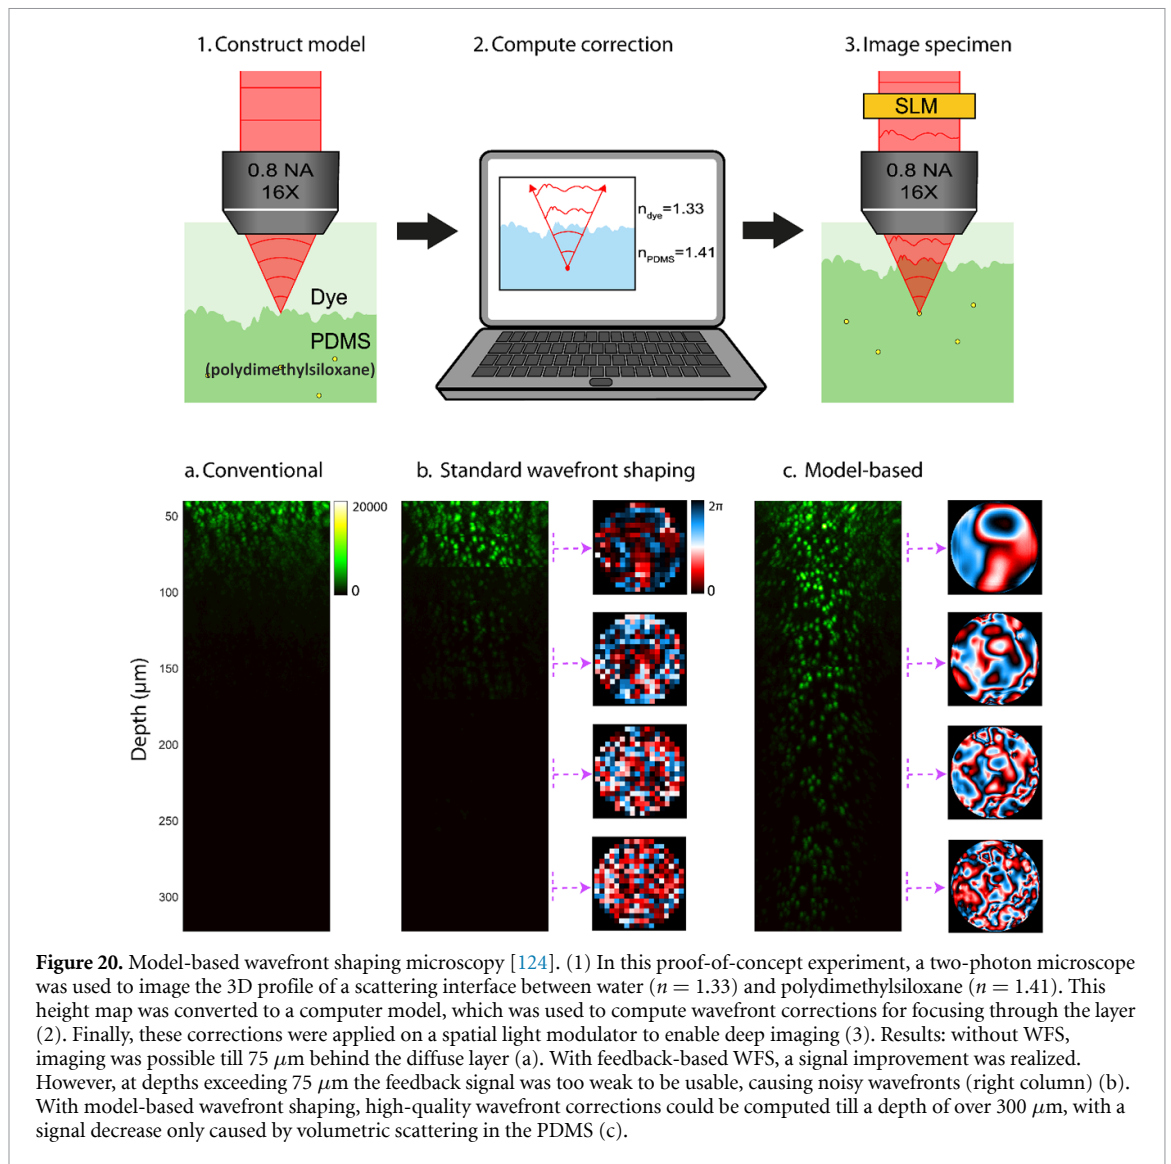 1. Construct model
2. Compute correction
3. Image specimen
0.8 NA
16X
Dye
PDMS
(polydimethylsiloxane)
n_dye=1.33
n_PDMS=1.41
SLM
0.8 NA
16X
a. Conventional
b. Standard wavefront shaping
c. Model-based
Depth (μm)
50
100
150
200
250
300
20000
0
2π
0
Figure 20. Model-based wavefront shaping microscopy [124]. (1) In this proof-of-concept experiment, a two-photon microscope
was used to image the 3D profile of a scattering interface between water (n = 1.33) and polydimethylsiloxane (n = 1.41). This
height map was converted to a computer model, which was used to compute wavefront corrections for focusing through the layer
(2). Finally, these corrections were applied on a spatial light modulator to enable deep imaging (3). Results: without WFS,
imaging was possible till 75 μm behind the diffuse layer (a). With feedback-based WFS, a signal improvement was realized.
However, at depths exceeding 75 μm the feedback signal was too weak to be usable, causing noisy wavefronts (right column) (b).
With model-based wavefront shaping, high-quality wavefront corrections could be computed till a depth of over 300 μm, with a
signal decrease only caused by volumetric scattering in the PDMS (c).